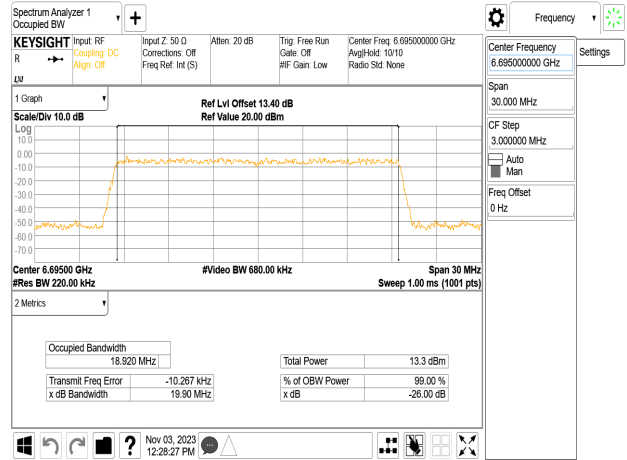 Spectrum Analyzer 1
Occupied BW
Frequency
KEYSIGHT
R
LXI
Input: RF
Coupling: DC
Align: Off
Input Z: 50 Ω
Corrections: Off
Freq Ref: Int (S)
Atten: 20 dB
Trig: Free Run
Gate: Off
#IF Gain: Low
Center Freq: 6.695000000 GHz
Avg|Hold: 10/10
Radio Std: None
Center Frequency
6.695000000 GHz
Settings
Span
30.000 MHz
CF Step
3.000000 MHz
Auto
Man
Freq Offset
0 Hz
1 Graph
Scale/Div 10.0 dB
Ref Lvl Offset 13.40 dB
Ref Value 20.00 dBm
Log
10.0
0.00
-10.0
-20.0
-30.0
-40.0
-50.0
-60.0
-70.0
Center 6.69500 GHz
#Video BW 680.00 kHz
Span 30 MHz
#Res BW 220.00 kHz
Sweep 1.00 ms (1001 pts)
2 Metrics
Occupied Bandwidth
18.920 MHz
Total Power 13.3 dBm
Transmit Freq Error -10.267 kHz
% of OBW Power 99.00 %
x dB Bandwidth 19.90 MHz
x dB -26.00 dB
?
Nov 03, 2023
12:28:27 PM